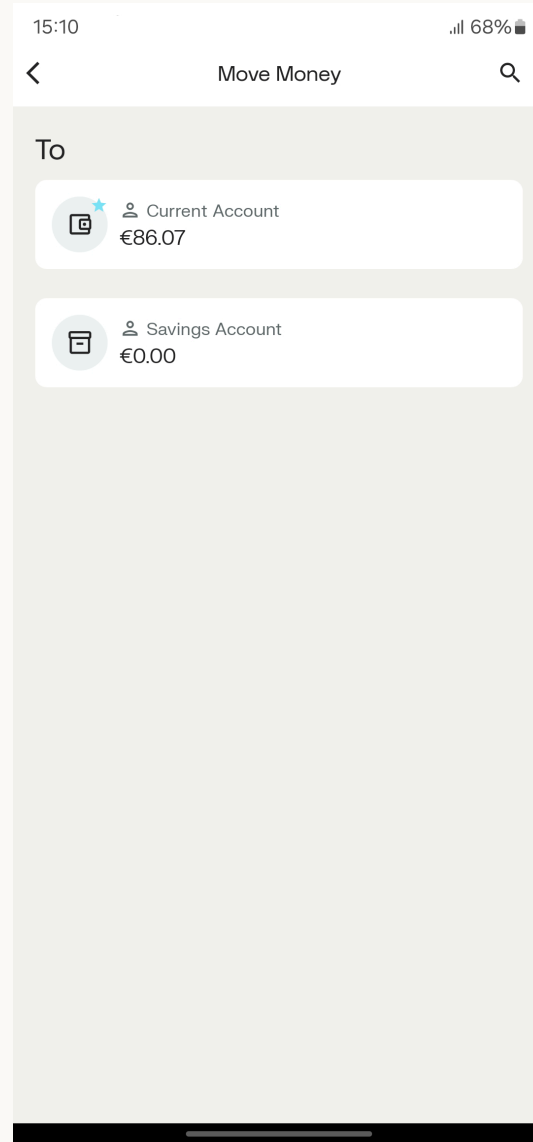 15:10 68%
Move Money
To
Current Account
€86.07
Savings Account
€0.00